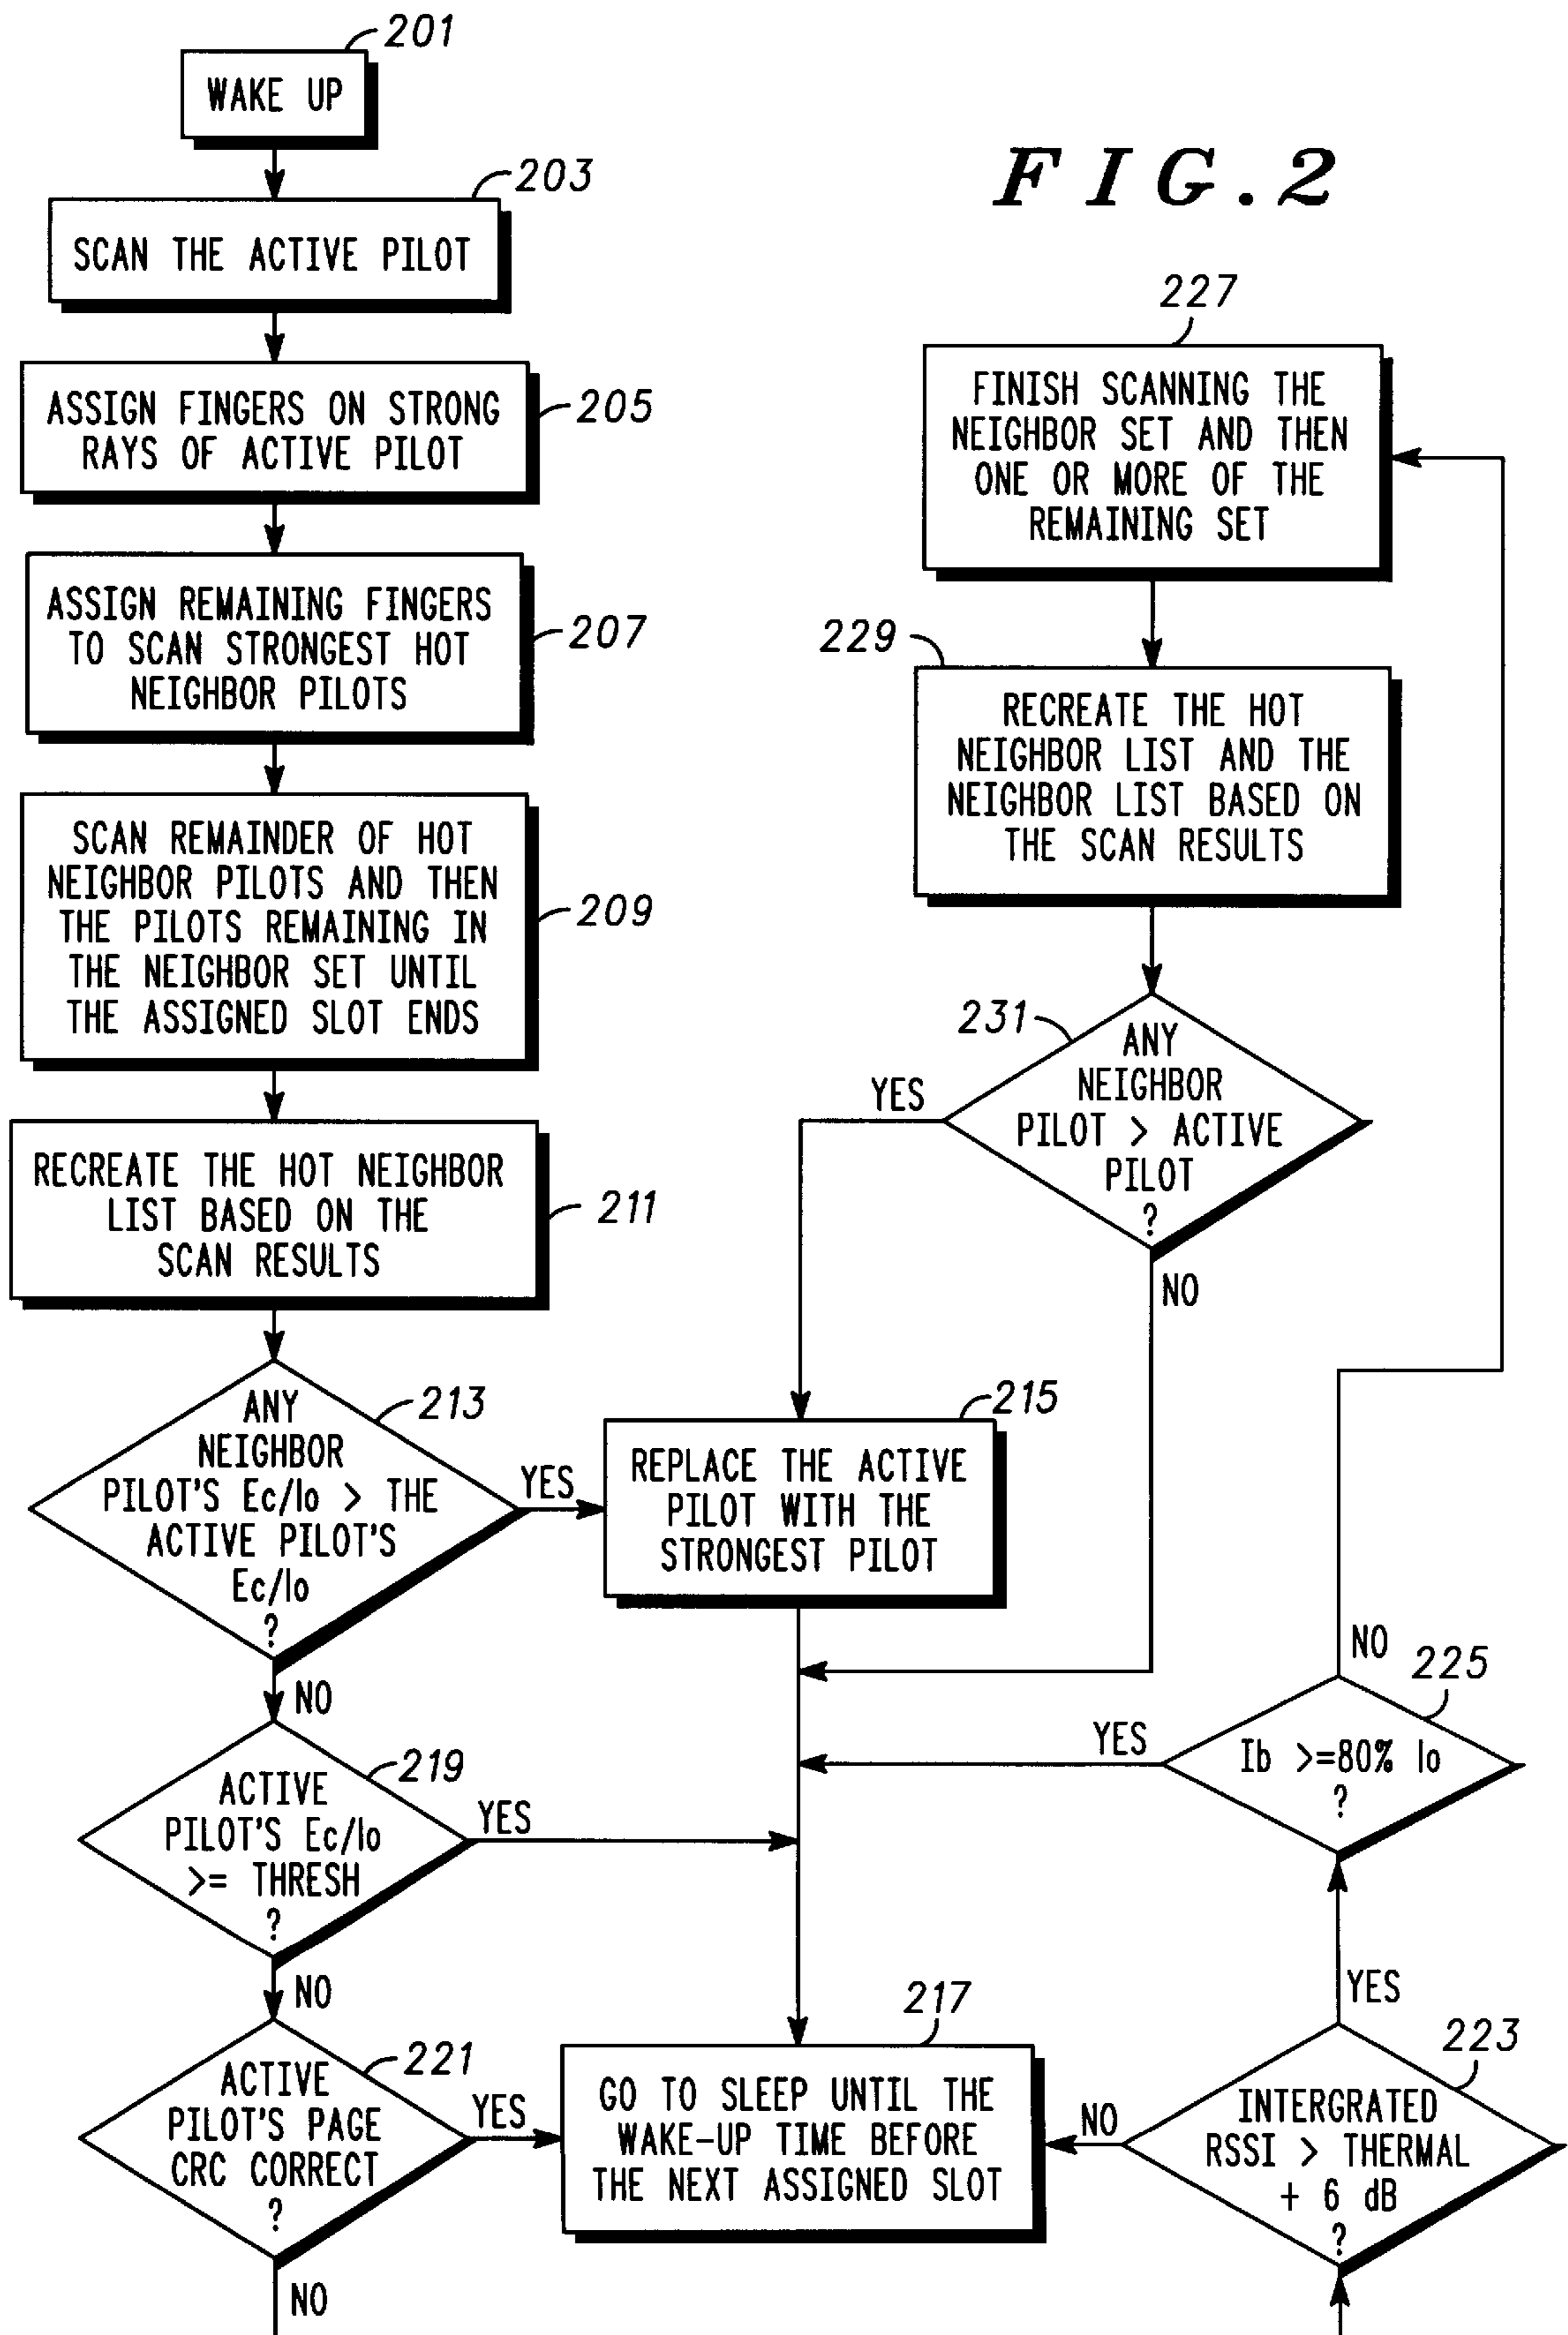 201
WAKE UP
FIG.2
203
SCAN THE ACTIVE PILOT
205
ASSIGN FINGERS ON STRONG
RAYS OF ACTIVE PILOT
207
ASSIGN REMAINING FINGERS
TO SCAN STRONGEST HOT
NEIGHBOR PILOTS
209
SCAN REMAINDER OF HOT
NEIGHBOR PILOTS AND THEN
THE PILOTS REMAINING IN
THE NEIGHBOR SET UNTIL
THE ASSIGNED SLOT ENDS
211
RECREATE THE HOT NEIGHBOR
LIST BASED ON THE
SCAN RESULTS
213
ANY
NEIGHBOR
PILOT'S Ec/Io > THE
ACTIVE PILOT'S
Ec/Io
?
YES
NO
215
REPLACE THE ACTIVE
PILOT WITH THE
STRONGEST PILOT
219
ACTIVE
PILOT'S Ec/Io
>= THRESH
?
YES
NO
221
ACTIVE
PILOT'S PAGE
CRC CORRECT
?
YES
NO
217
GO TO SLEEP UNTIL THE
WAKE-UP TIME BEFORE
THE NEXT ASSIGNED SLOT
227
FINISH SCANNING THE
NEIGHBOR SET AND THEN
ONE OR MORE OF THE
REMAINING SET
229
RECREATE THE HOT
NEIGHBOR LIST AND THE
NEIGHBOR LIST BASED ON
THE SCAN RESULTS
231
ANY
NEIGHBOR
PILOT > ACTIVE
PILOT
?
YES
NO
NO
225
YES
Ib >=80% Io
?
YES
223
NO
INTERGRATED
RSSI > THERMAL
+ 6 dB
?